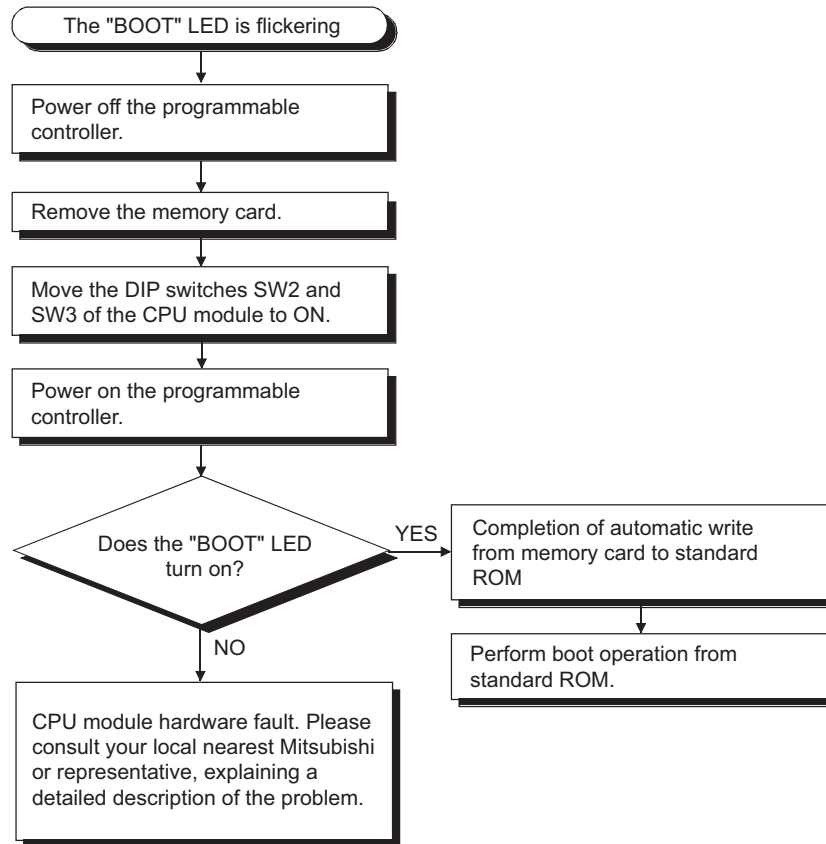 The "BOOT" LED is flickering
Power off the programmable
controller.
Remove the memory card.
Move the DIP switches SW2 and
SW3 of the CPU module to ON.
Power on the programmable
controller.
Does the "BOOT" LED
turn on?
YES
Completion of automatic write
from memory card to standard
ROM
Perform boot operation from
standard ROM.
NO
CPU module hardware fault. Please
consult your local nearest Mitsubishi
or representative, explaining a
detailed description of the problem.